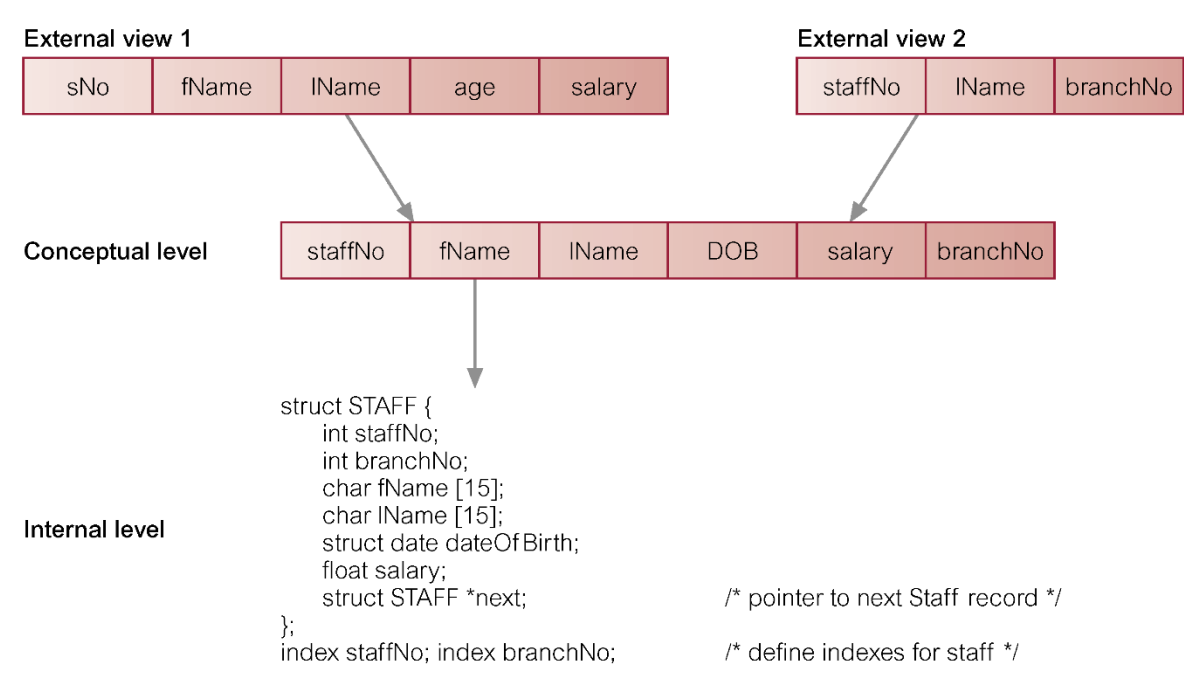 External view 1
External view 2
sNo fName lName age salary
staffNo lName branchNo
Conceptual level
staffNo fName lName DOB salary branchNo
Internal level
struct STAFF {
int staffNo;
int branchNo;
char fName [15];
char lName [15];
struct date dateOfBirth;
float salary;
struct STAFF *next; /* pointer to next Staff record */
};
index staffNo; index branchNo; /* define indexes for staff */